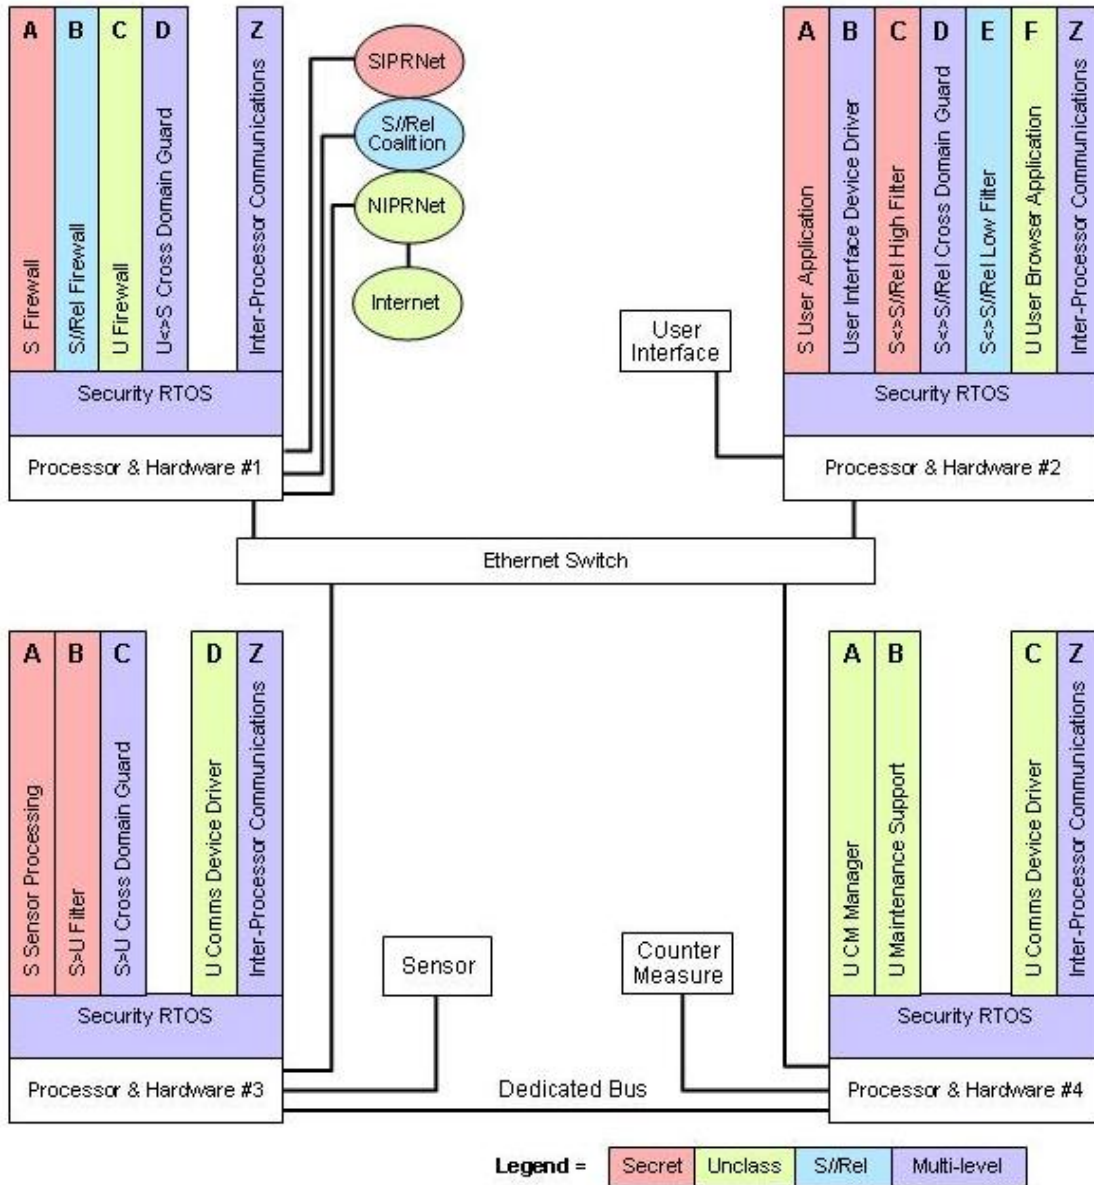 A
B
C
D
Z
S Firewall
S//Rel Firewall
U Firewall
U<>S Cross Domain Guard
Inter-Processor Communications
Security RTOS
Processor & Hardware #1
SIPRNet
S//Rel
Coalition
NIPRNet
Internet
User
Interface
A
B
C
D
E
F
Z
S User Application
User Interface Device Driver
S<>S//Rel High Filter
S<>S//Rel Cross Domain Guard
S<>S//Rel Low Filter
U User Browser Application
Inter-Processor Communications
Security RTOS
Processor & Hardware #2
Ethernet Switch
A
B
C
D
Z
S Sensor Processing
S>U Filter
S>U Cross Domain Guard
U Comms Device Driver
Inter-Processor Communications
Security RTOS
Processor & Hardware #3
Sensor
Counter
Measure
Dedicated Bus
A
B
C
Z
U CM Manager
U Maintenance Support
U Comms Device Driver
Inter-Processor Communications
Security RTOS
Processor & Hardware #4
Legend =
Secret
Unclass
S//Rel
Multi-level